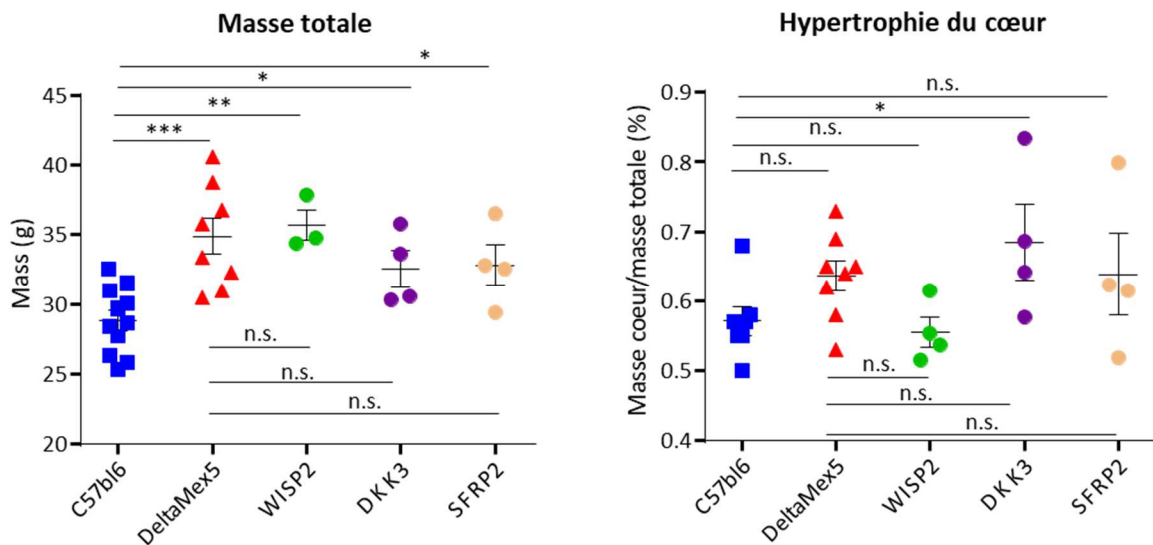 Masse totale
*
*
**
***
45
40
35
30
25
20
Mass (g)
n.s.
n.s.
n.s.
C57bl6
DeltaMex5
WISP2
DKK3
SFRP2
Hypertrophie du cœur
n.s.
*
n.s.
n.s.
0.9
0.8
0.7
0.6
0.5
0.4
Masse coeur/masse totale (%)
n.s.
n.s.
n.s.
C57bl6
DeltaMex5
WISP2
DKK3
SFRP2